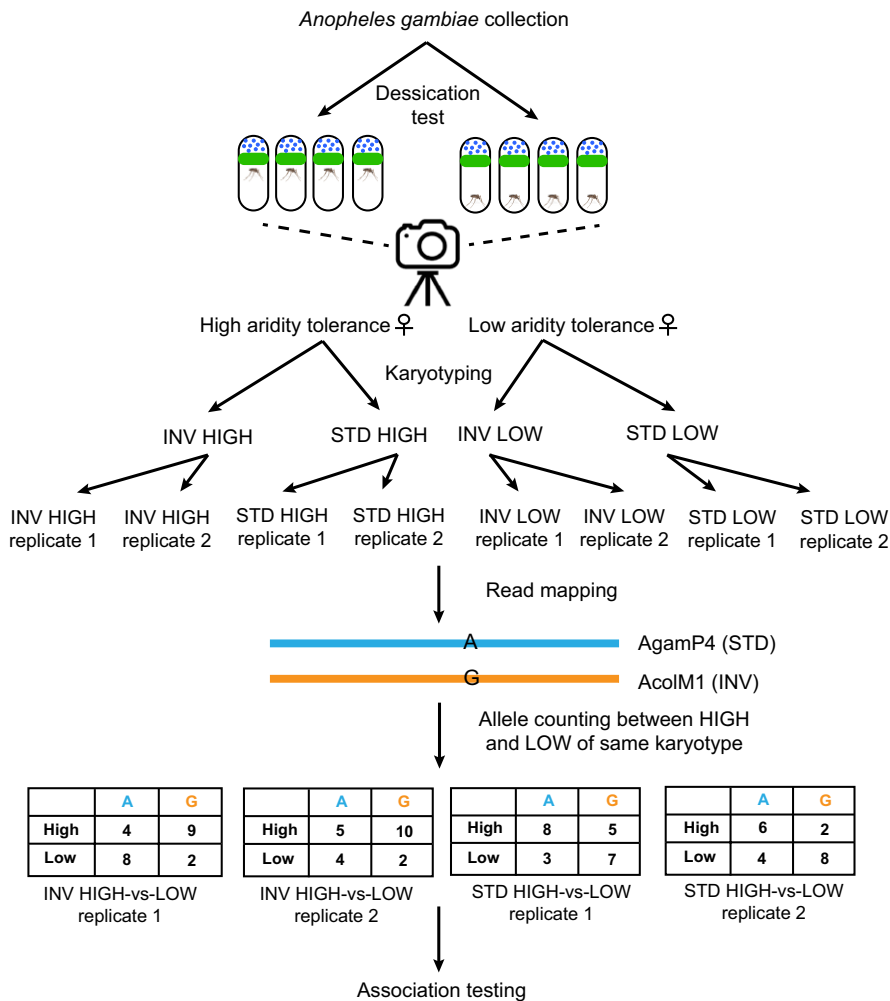 Anopheles gambiae collection
Dessication
test
High aridity tolerance ♀
Low aridity tolerance ♀
Karyotyping
INV HIGH
STD HIGH
INV LOW
STD LOW
INV HIGH
replicate 1
INV HIGH
replicate 2
STD HIGH
replicate 1
STD HIGH
replicate 2
INV LOW
replicate 1
INV LOW
replicate 2
STD LOW
replicate 1
STD LOW
replicate 2
Read mapping
A
AgamP4 (STD)
G
AcolM1 (INV)
Allele counting between HIGH
and LOW of same karyotype
A G
High 4 9
Low 8 2
INV HIGH-vs-LOW
replicate 1
A G
High 5 10
Low 4 2
INV HIGH-vs-LOW
replicate 2
A G
High 8 5
Low 3 7
STD HIGH-vs-LOW
replicate 1
A G
High 6 2
Low 4 8
STD HIGH-vs-LOW
replicate 2
Association testing